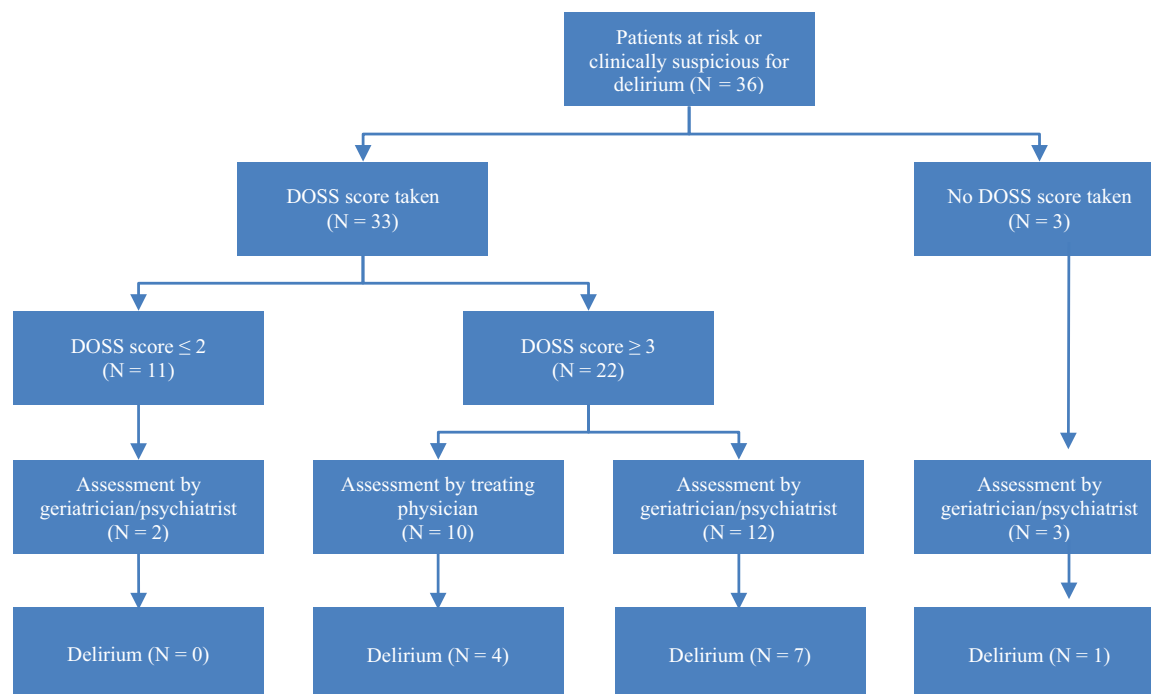 Patients at risk or
clinically suspicious for
delirium (N = 36)
DOSS score taken
(N = 33)
No DOSS score taken
(N = 3)
DOSS score ≤ 2
(N = 11)
DOSS score ≥ 3
(N = 22)
Assessment by
geriatrician/psychiatrist
(N = 2)
Assessment by treating
physician
(N = 10)
Assessment by
geriatrician/psychiatrist
(N = 12)
Assessment by
geriatrician/psychiatrist
(N = 3)
Delirium (N = 0)
Delirium (N = 4)
Delirium (N = 7)
Delirium (N = 1)